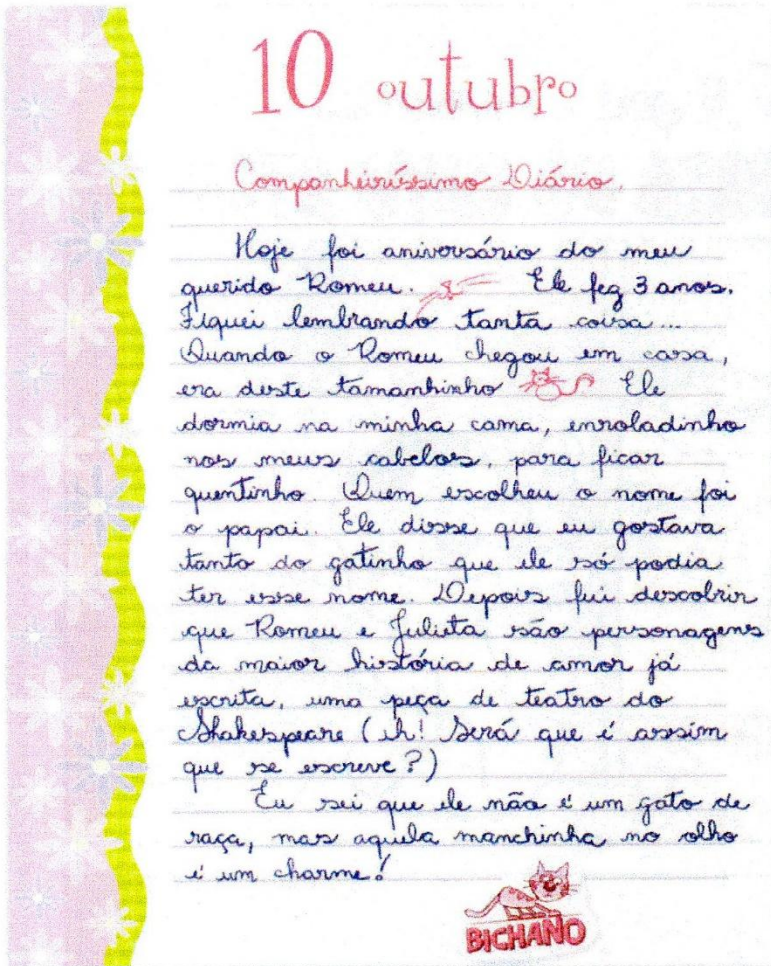 10 outubro
Companheiríssimo Diário,
Hoje foi aniversário do meu
querido Romeu. Ele fez 3 anos.
Fiquei lembrando tanta coisa...
Quando o Romeu chegou em casa,
era deste tamanhinho Ele
dormia na minha cama, enroladinho
nos meus cabelos, para ficar
quentinho. Quem escolheu o nome foi
o papai. Ele disse que eu gostava
tanto do gatinho que ele só podia
ter esse nome. Depois fui descobrir
que Romeu e Julieta são personagens
da maior história de amor já
escrita, uma peça de teatro do
Shakespeare (ih! Será que é assim
que se escreve?)
Eu sei que ele não é um gato de
raça, mas aquela manchinha no olho
é um charme!
BICHANO